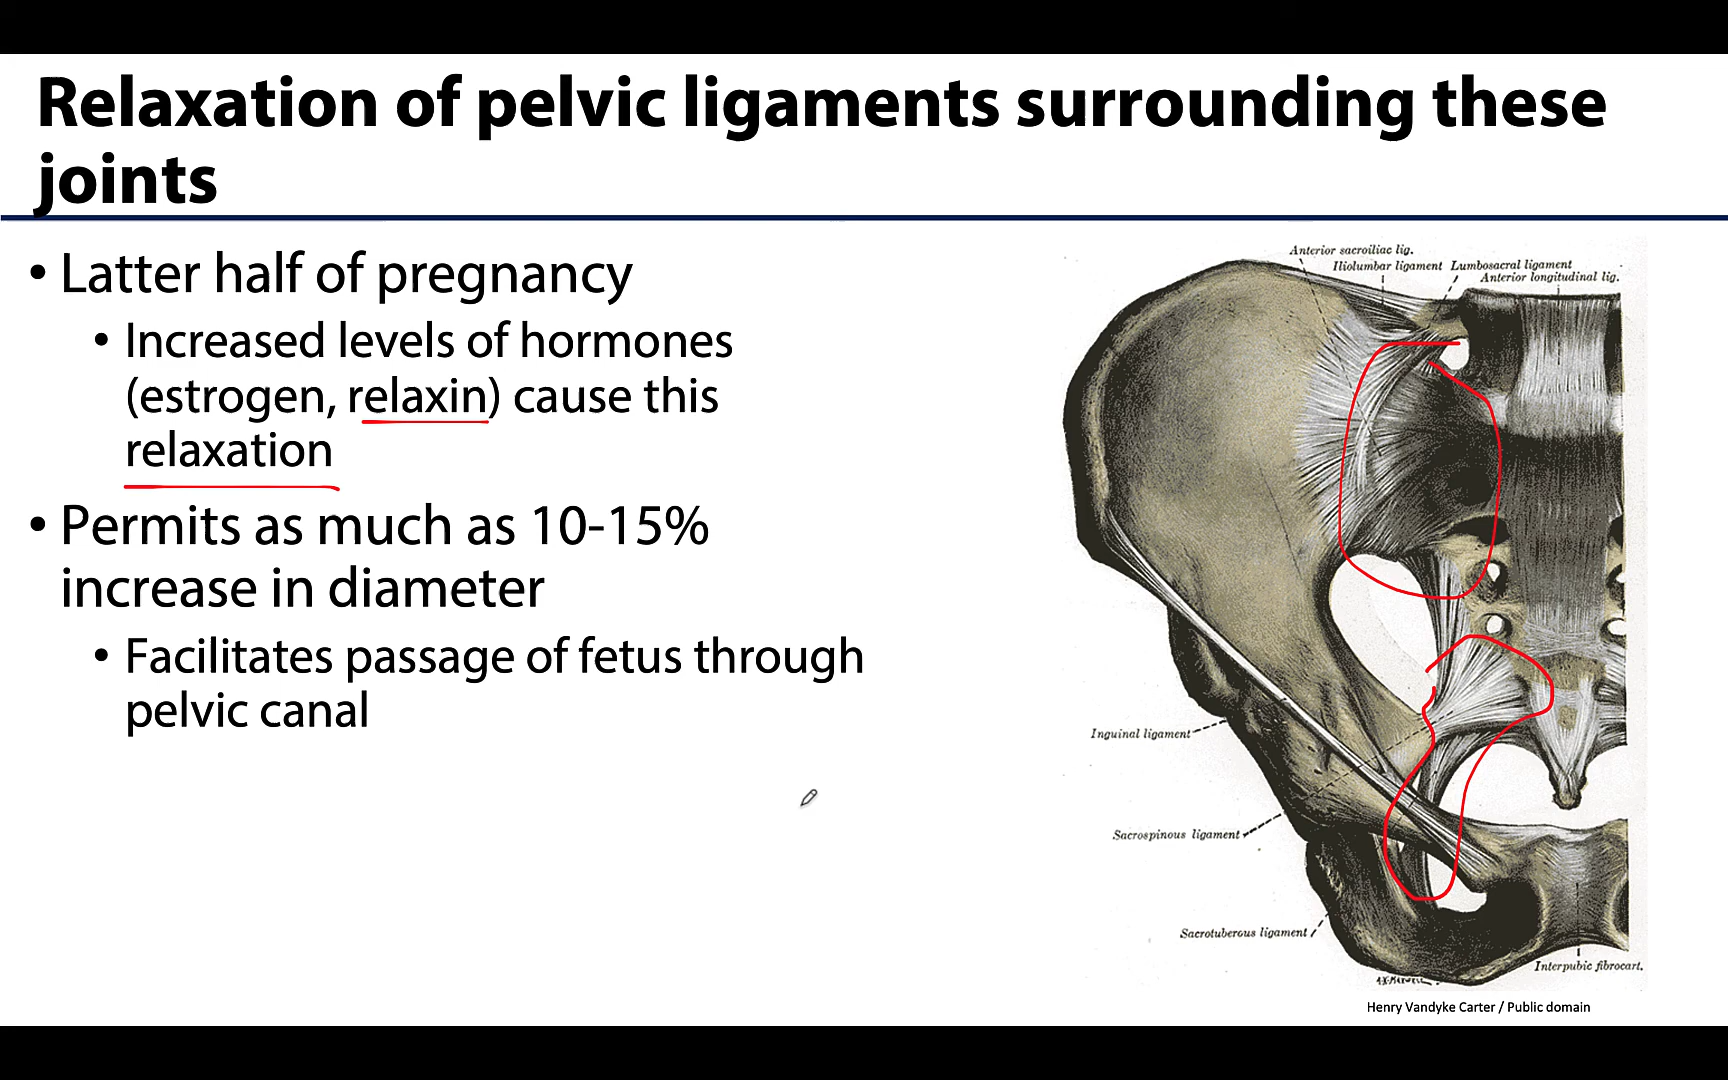 Relaxation of pelvic ligaments surrounding these
joints
• Latter half of pregnancy
• Increased levels of hormones
(estrogen, relaxin) cause this
relaxation
• Permits as much as 10-15%
increase in diameter
• Facilitates passage of fetus through
pelvic canal
Anterior sacroiliac lig.
Iliolumbar ligament
Lumbosacral ligament
Anterior longitudinal lig.
Inguinal ligament
Sacrospinous ligament
Sacrotuberous ligament
Interpubic fibrocart.
Henry Vandyke Carter / Public domain